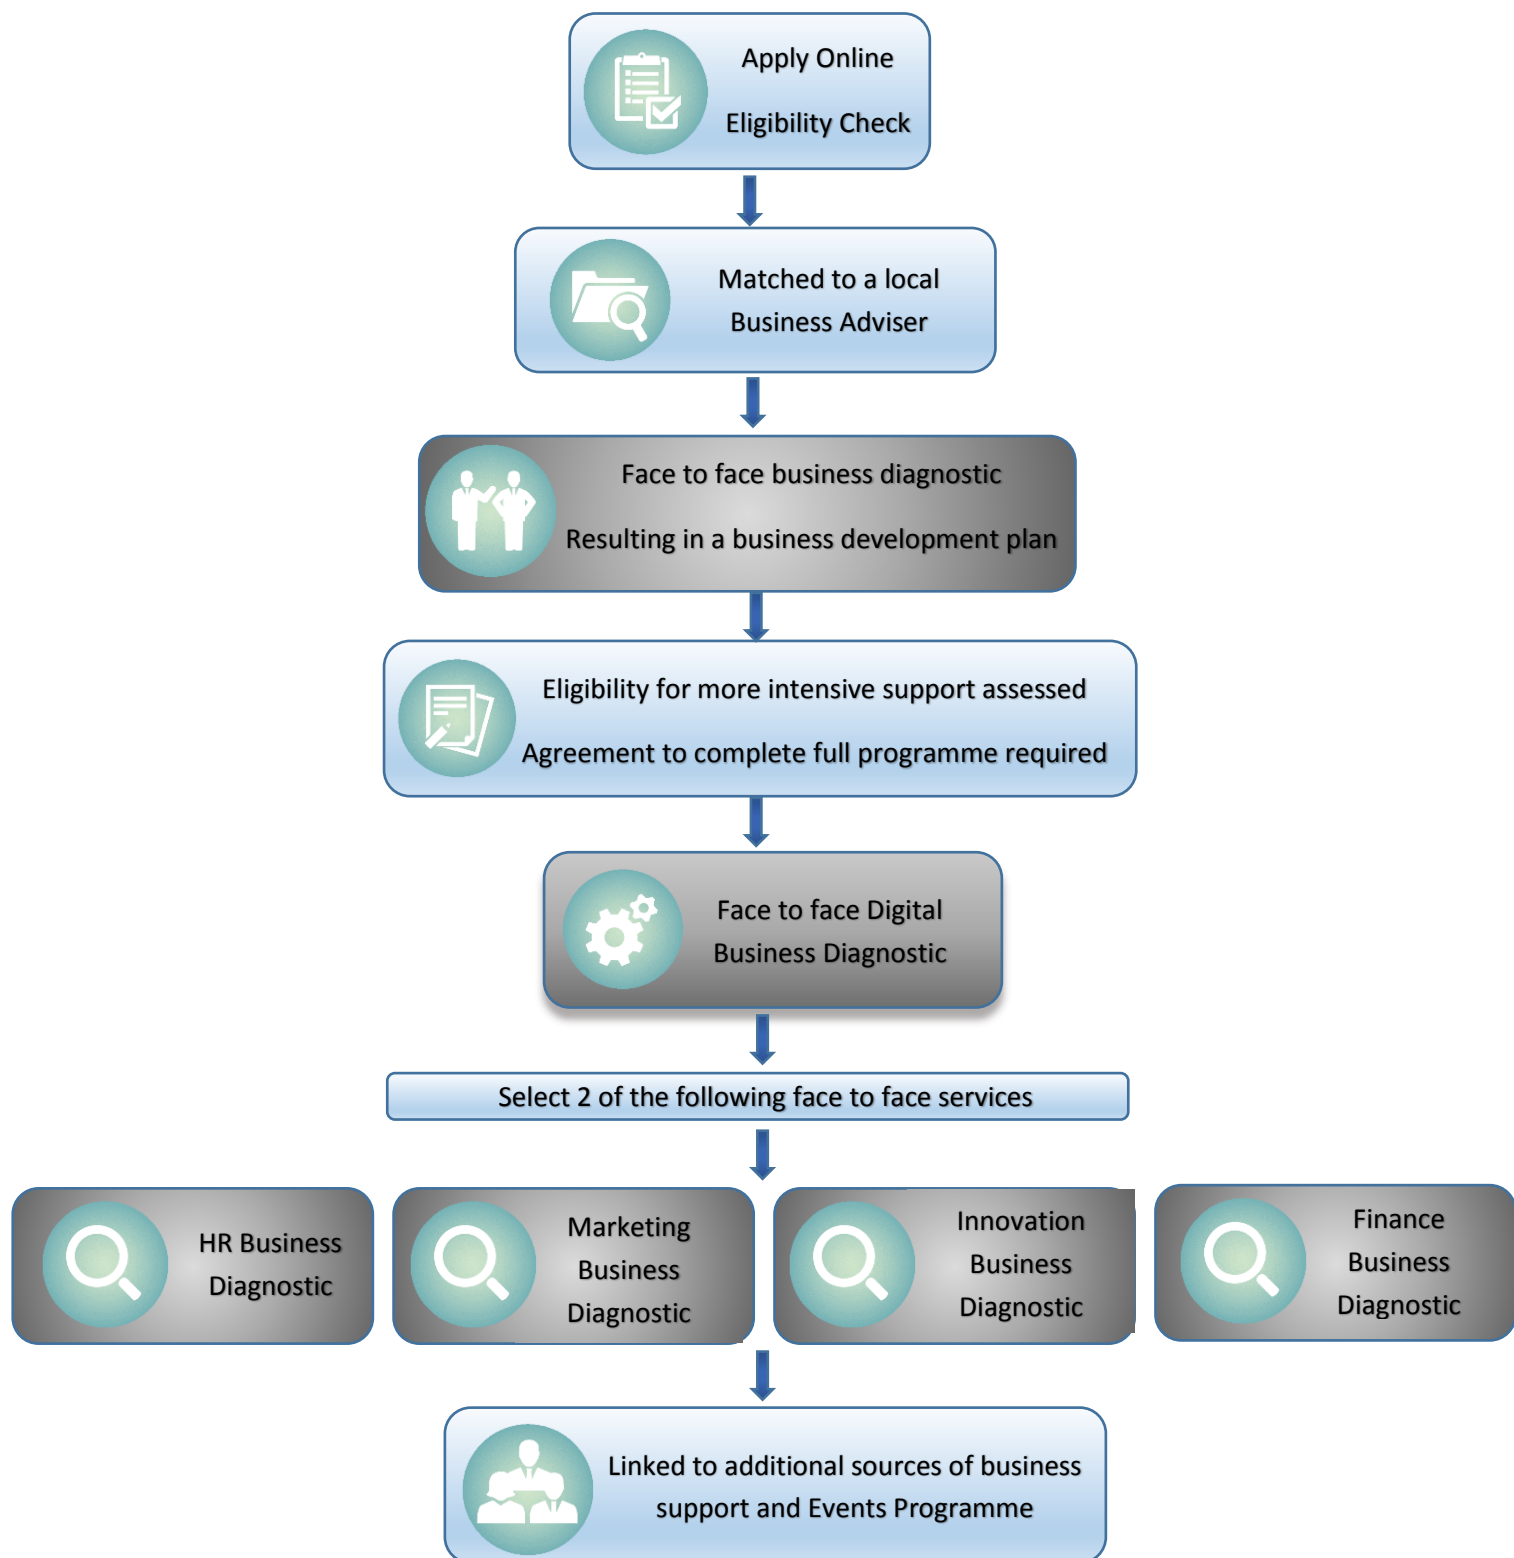 Apply Online
Eligibility Check
Matched to a local
Business Adviser
Face to face business diagnostic
Resulting in a business development plan
Eligibility for more intensive support assessed
Agreement to complete full programme required
Face to face Digital
Business Diagnostic
Select 2 of the following face to face services
HR Business
Diagnostic
Marketing
Business
Diagnostic
Innovation
Business
Diagnostic
Finance
Business
Diagnostic
Linked to additional sources of business
support and Events Programme